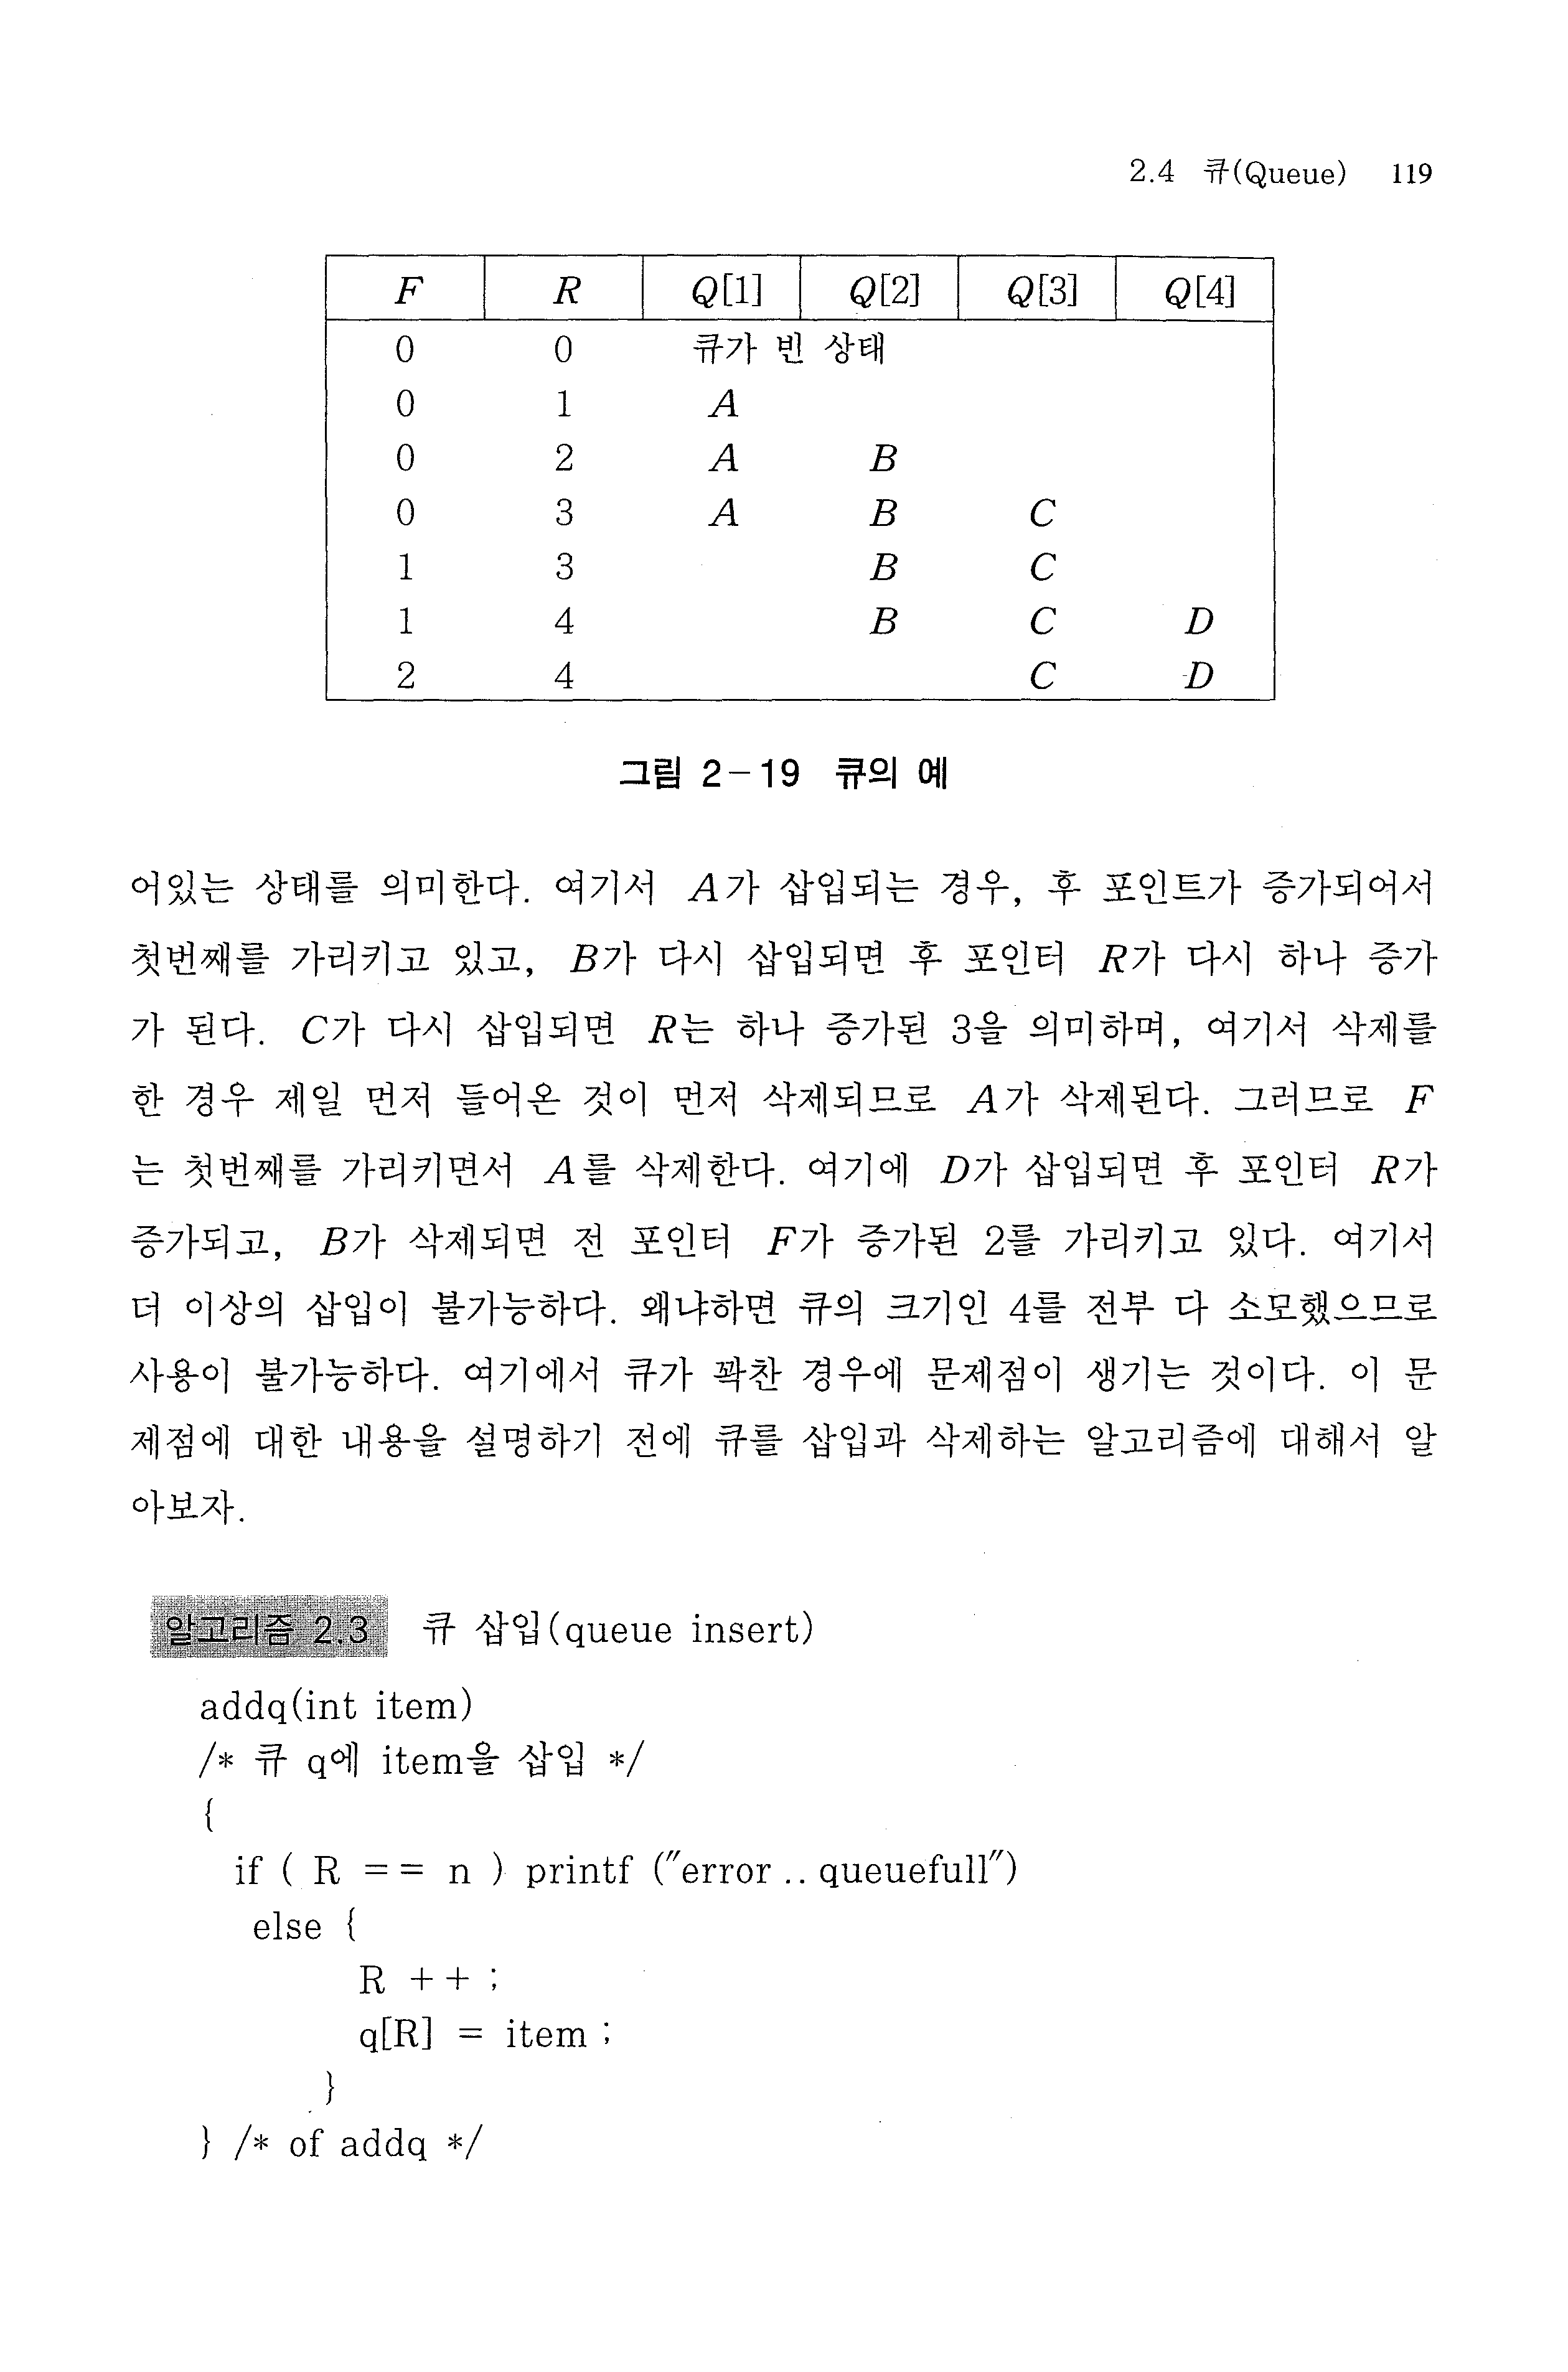 2.4 큐(Queue) 119
F R Q[1] Q[2] Q[3] Q[4]
0 0 큐가 빈 상태
0 1 A
0 2 A B
0 3 A B C
1 3 B C
1 4 B C D
2 4 C D
그림 2-19 큐의 예
어있는 상태를 의미한다. 여기서 A가 삽입되는 경우, 후 포인트가 증가되어서
첫번째를 가리키고 있고, B가 다시 삽입되면 후 포인터 R가 다시 하나 증가
가 된다. C가 다시 삽입되면 R는 하나 증가된 3을 의미하며, 여기서 삭제를
한 경우 제일 먼저 들어온 것이 먼저 삭제되므로 A가 삭제된다. 그러므로 F
는 첫번째를 가리키면서 A를 삭제한다. 여기에 D가 삽입되면 후 포인터 R가
증가되고, B가 삭제되면 전 포인터 F가 증가된 2를 가리키고 있다. 여기서
더 이상의 삽입이 불가능하다. 왜냐하면 큐의 크기인 4를 전부 다 소모했으므로
사용이 불가능하다. 여기에서 큐가 꽉찬 경우에 문제점이 생기는 것이다. 이 문
제점에 대한 내용을 설명하기 전에 큐를 삽입과 삭제하는 알고리즘에 대해서 알
아보자.
알고리즘 2.3 큐 삽입(queue insert)
addq(int item)
/* 큐 q에 item을 삽입 */
{
if ( R == n ) printf ("error .. queuefull")
else {
R ++ ;
q[R] = item ;
}
} /* of addq */